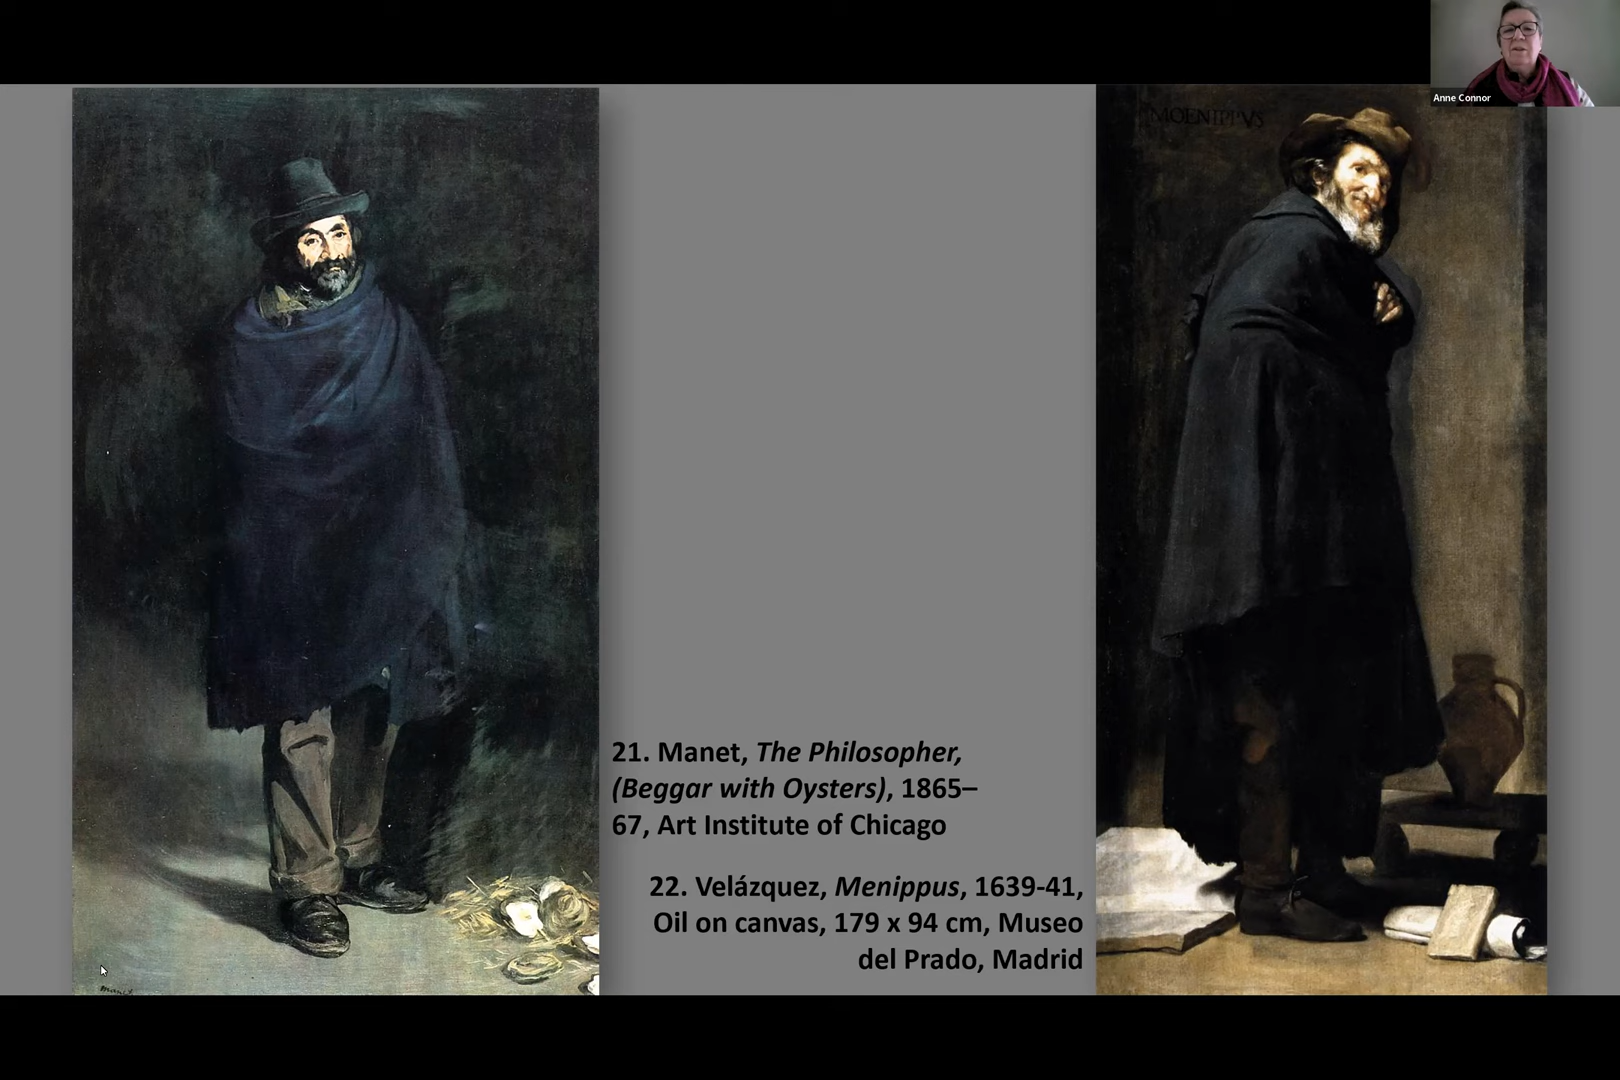 Anne Connor
MOENIPPVS
21. Manet, The Philosopher,
(Beggar with Oysters), 1865–
67, Art Institute of Chicago
22. Velázquez, Menippus, 1639-41,
Oil on canvas, 179 x 94 cm, Museo
del Prado, Madrid
Manet